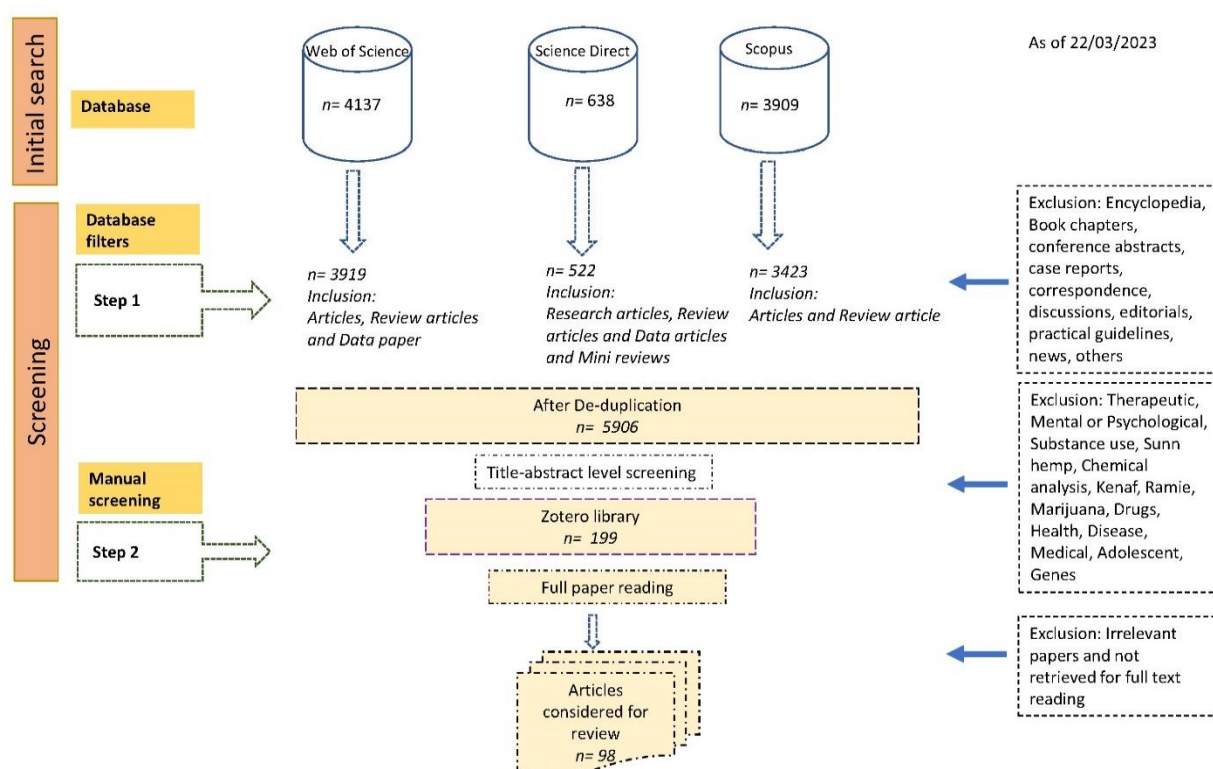 Initial search
Database
Web of Science
n= 4137
Science Direct
n= 638
Scopus
n= 3909
As of 22/03/2023
Screening
Database
filters
Step 1
n= 3919
Inclusion:
Articles, Review articles
and Data paper
n= 522
Inclusion:
Research articles, Review
articles and Data articles
and Mini reviews
n= 3423
Inclusion:
Articles and Review article
Exclusion: Encyclopedia,
Book chapters,
conference abstracts,
case reports,
correspondence,
discussions, editorials,
practical guidelines,
news, others
After De-duplication
n= 5906
Title-abstract level screening
Manual
screening
Step 2
Zotero library
n= 199
Exclusion: Therapeutic,
Mental or Psychological,
Substance use, Sunn
hemp, Chemical
analysis, Kenaf, Ramie,
Marijuana, Drugs,
Health, Disease,
Medical, Adolescent,
Genes
Full paper reading
Articles
considered for
review
n= 98
Exclusion: Irrelevant
papers and not
retrieved for full text
reading